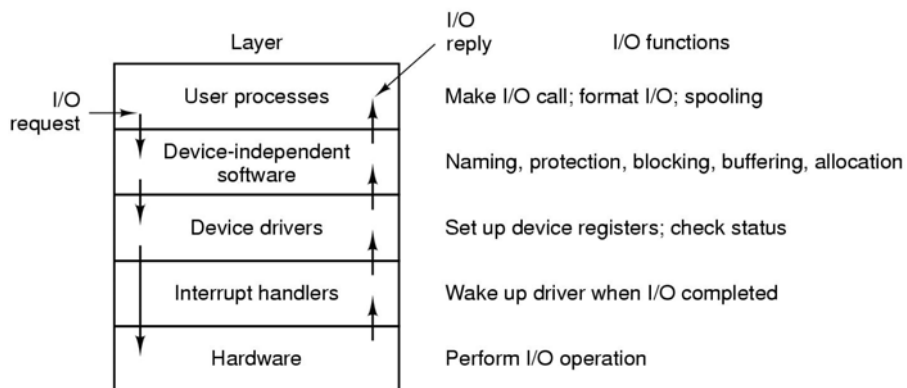 I/O
reply
Layer
I/O functions
I/O
request
User processes
Make I/O call; format I/O; spooling
Device-independent
software
Naming, protection, blocking, buffering, allocation
Device drivers
Set up device registers; check status
Interrupt handlers
Wake up driver when I/O completed
Hardware
Perform I/O operation